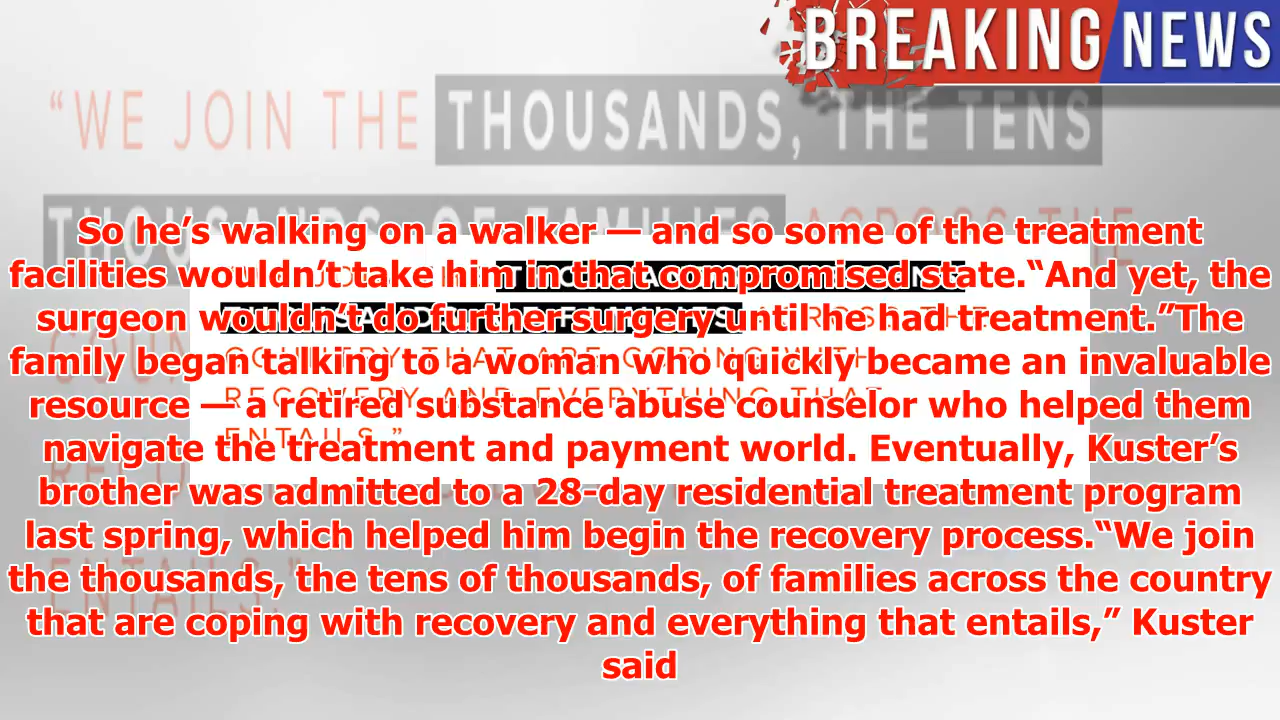 BREAKING NEWS
“WE JOIN THE THOUSANDS, THE TENS
So he’s walking on a walker — and so some of the treatment
facilities wouldn’t take him in that compromised state.“And yet, the
surgeon wouldn’t do further surgery until he had treatment.”The
family began talking to a woman who quickly became an invaluable
resource — a retired substance abuse counselor who helped them
navigate the treatment and payment world. Eventually, Kuster’s
brother was admitted to a 28-day residential treatment program
last spring, which helped him begin the recovery process.“We join
the thousands, the tens of thousands, of families across the country
that are coping with recovery and everything that entails,” Kuster
said